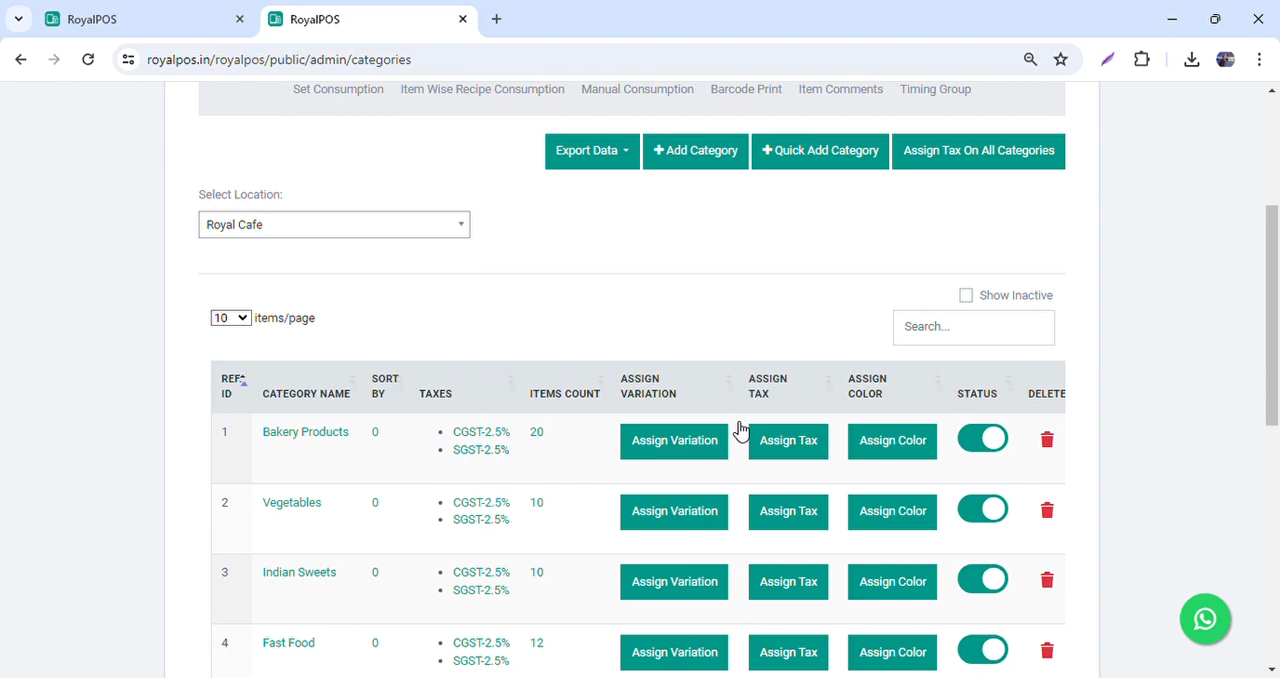 RoyalPOS
RoyalPOS
royalpos.in/royalpos/public/admin/categories
Set Consumption Item Wise Recipe Consumption Manual Consumption Barcode Print Item Comments Timing Group
Export Data +Add Category +Quick Add Category Assign Tax On All Categories
Select Location:
Royal Cafe
Show Inactive
10 items/page
Search...
REF ID CATEGORY NAME SORT BY TAXES ITEMS COUNT ASSIGN VARIATION ASSIGN TAX ASSIGN COLOR STATUS DELETE
1 Bakery Products 0 • CGST-2.5% 20 Assign Variation Assign Tax Assign Color
• SGST-2.5%
2 Vegetables 0 • CGST-2.5% 10 Assign Variation Assign Tax Assign Color
• SGST-2.5%
3 Indian Sweets 0 • CGST-2.5% 10 Assign Variation Assign Tax Assign Color
• SGST-2.5%
4 Fast Food 0 • CGST-2.5% 12 Assign Variation Assign Tax Assign Color
• SGST-2.5%